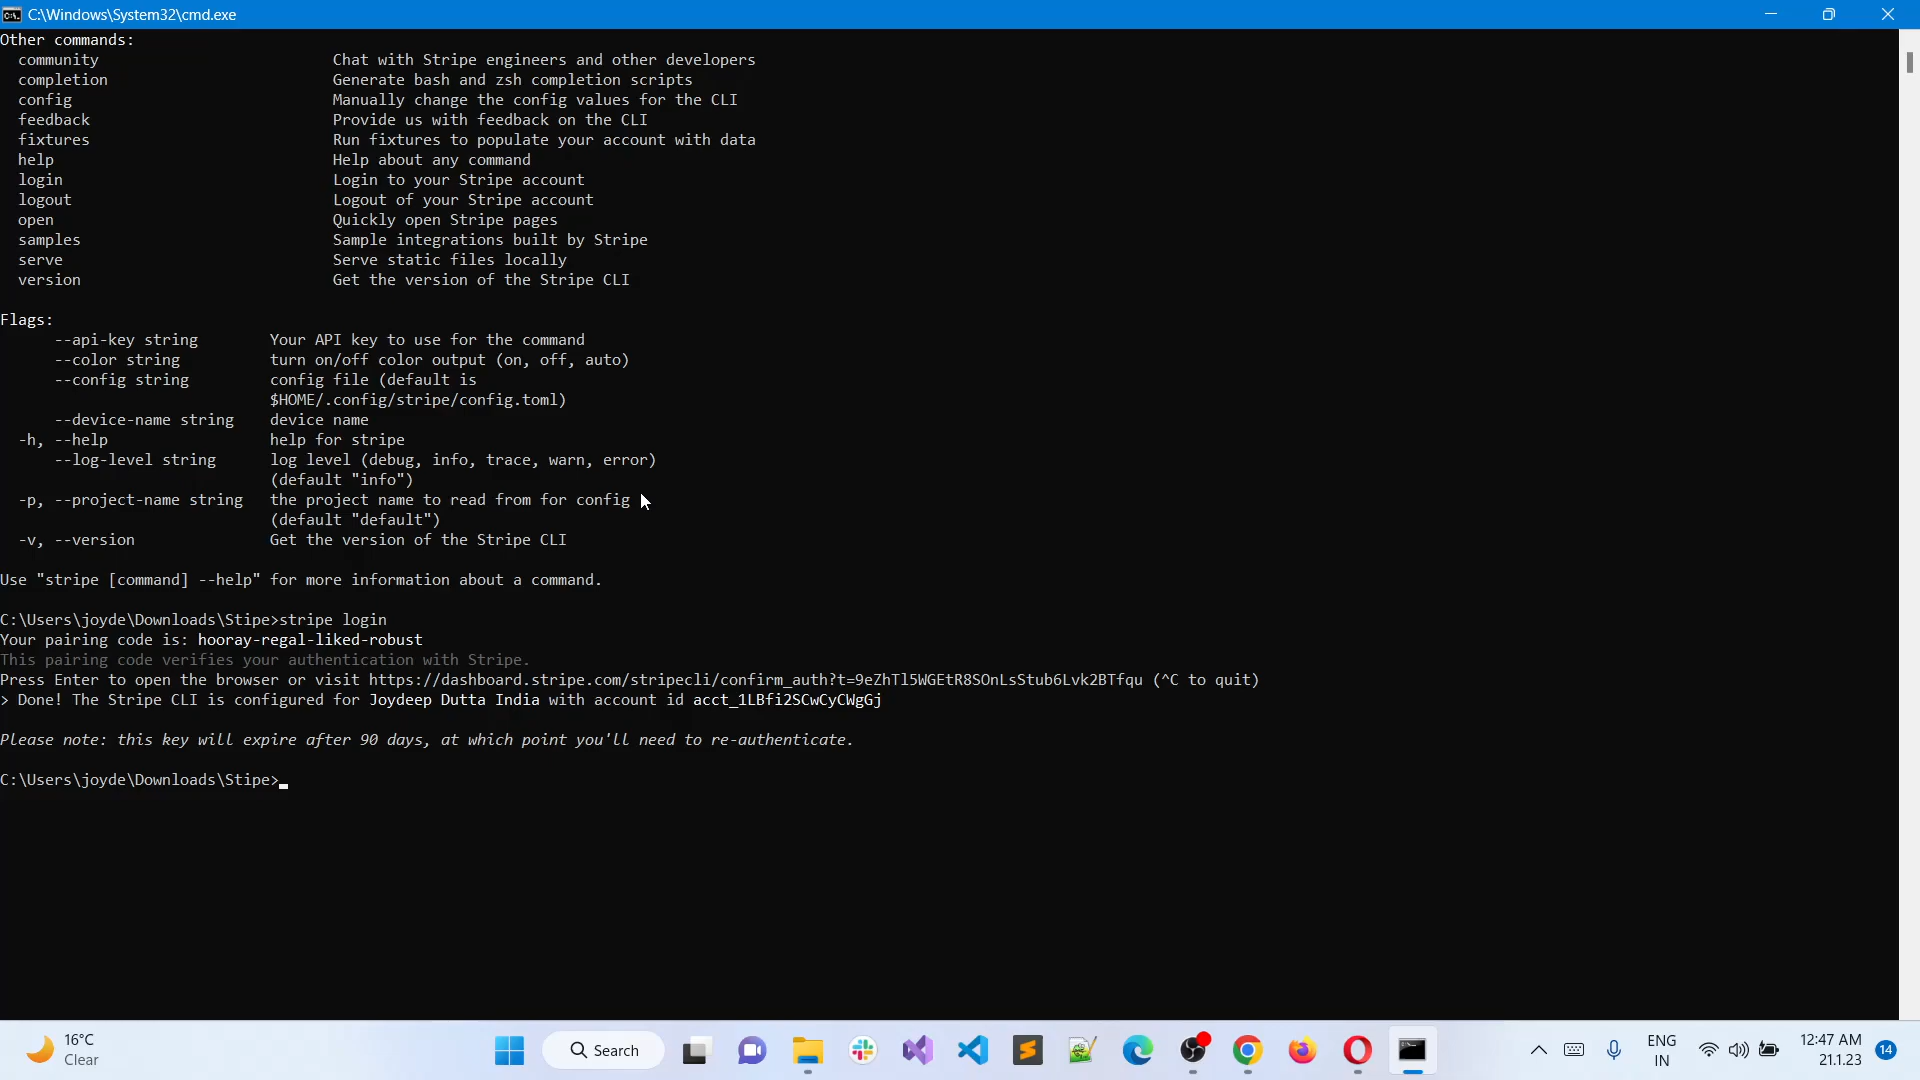 C:\Windows\System32\cmd.exe
Other commands:
community Chat with Stripe engineers and other developers
completion Generate bash and zsh completion scripts
config Manually change the config values for the CLI
feedback Provide us with feedback on the CLI
fixtures Run fixtures to populate your account with data
help Help about any command
login Login to your Stripe account
logout Logout of your Stripe account
open Quickly open Stripe pages
samples Sample integrations built by Stripe
serve Serve static files locally
version Get the version of the Stripe CLI
Flags:
--api-key string Your API key to use for the command
--color string turn on/off color output (on, off, auto)
--config string config file (default is
$HOME/.config/stripe/config.toml)
--device-name string device name
-h, --help help for stripe
--log-level string log level (debug, info, trace, warn, error)
(default "info")
-p, --project-name string the project name to read from for config
(default "default")
-v, --version Get the version of the Stripe CLI
Use "stripe [command] --help" for more information about a command.
C:\Users\joyde\Downloads\Stipe>stripe login
Your pairing code is: hooray-regal-liked-robust
This pairing code verifies your authentication with Stripe.
Press Enter to open the browser or visit https://dashboard.stripe.com/stripecli/confirm_auth?t=9eZhTl5WGEtR8SOnLsStub6Lvk2BTfqu (^C to quit)
> Done! The Stripe CLI is configured for Joydeep Dutta India with account id acct_1LBfi2SCwCyCWgGj
Please note: this key will expire after 90 days, at which point you'll need to re-authenticate.
C:\Users\joyde\Downloads\Stipe>
16°C
Clear
Search
ENG
IN
12:47 AM
21.1.23
14